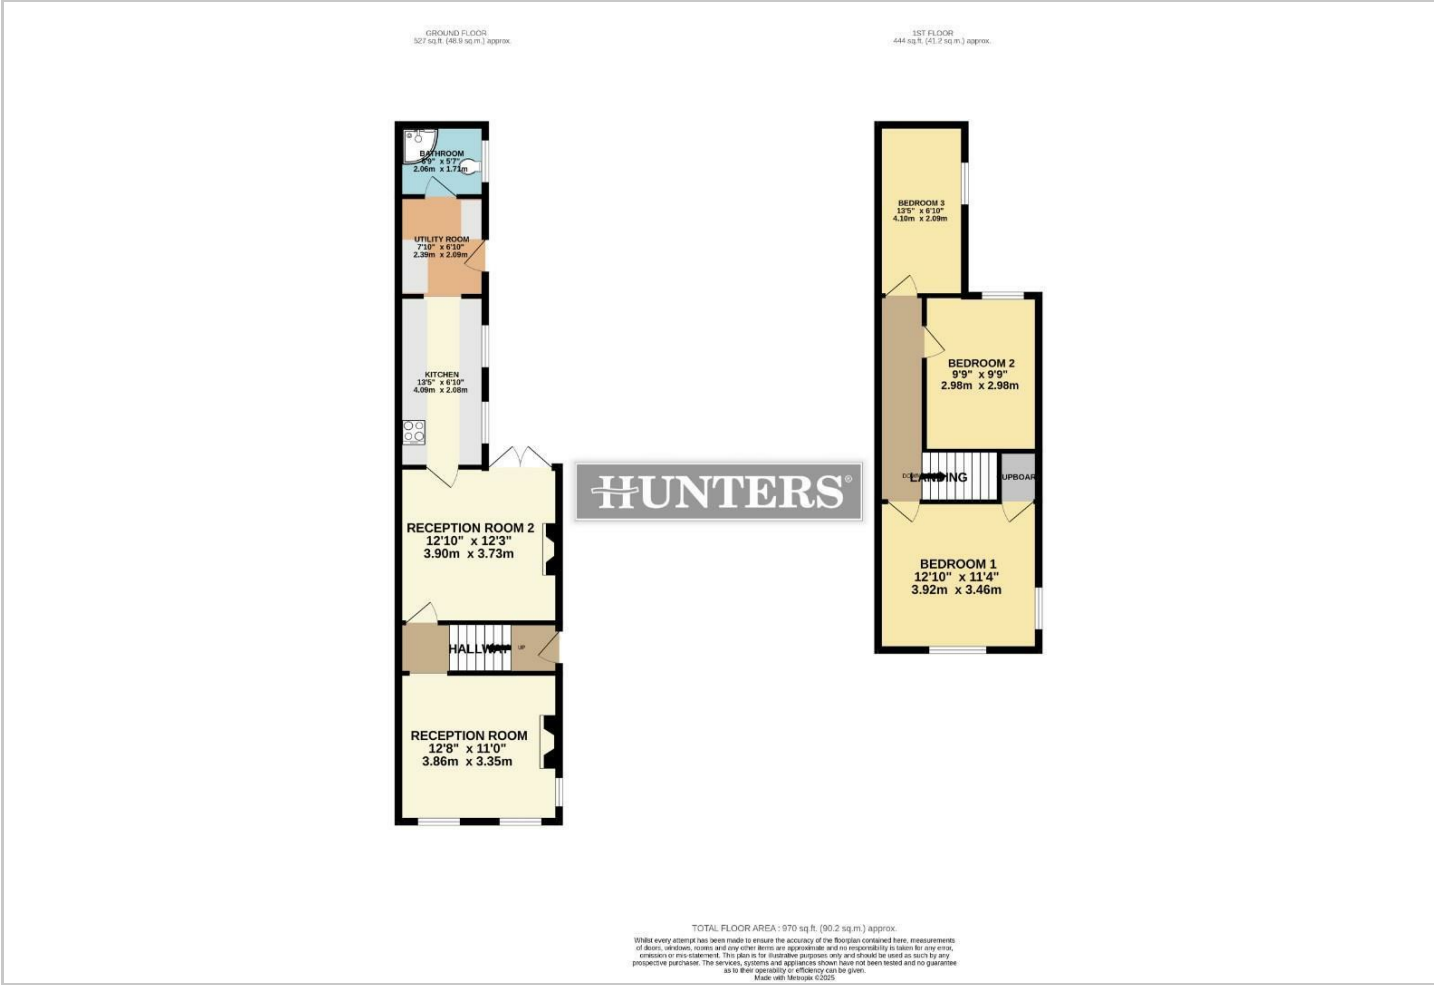 GROUND FLOOR
527 sq.ft. (48.9 sq.m.) approx.
BATHROOM
6'9" x 5'7"
2.06m x 1.71m
UTILITY ROOM
7'10" x 6'10"
2.39m x 2.09m
KITCHEN
13'5" x 6'10"
4.09m x 2.08m
RECEPTION ROOM 2
12'10" x 12'3"
3.90m x 3.73m
HALLWAY
UP
RECEPTION ROOM
12'8" x 11'0"
3.86m x 3.35m
HUNTERS®
1ST FLOOR
444 sq.ft. (41.2 sq.m.) approx.
BEDROOM 3
13'5" x 6'10"
4.10m x 2.09m
BEDROOM 2
9'9" x 9'9"
2.98m x 2.98m
LANDING
UPBOAR
BEDROOM 1
12'10" x 11'4"
3.92m x 3.46m
TOTAL FLOOR AREA : 970 sq.ft. (90.2 sq.m.) approx.
Whilst every attempt has been made to ensure the accuracy of the floorplan contained here, measurements
of doors, windows, rooms and any other items are approximate and no responsibility is taken for any error,
omission or mis-statement. This plan is for illustrative purposes only and should be used as such by any
prospective purchaser. The services, systems and appliances shown have not been tested and no guarantee
as to their operability or efficiency can be given.
Made with Metropix ©2025